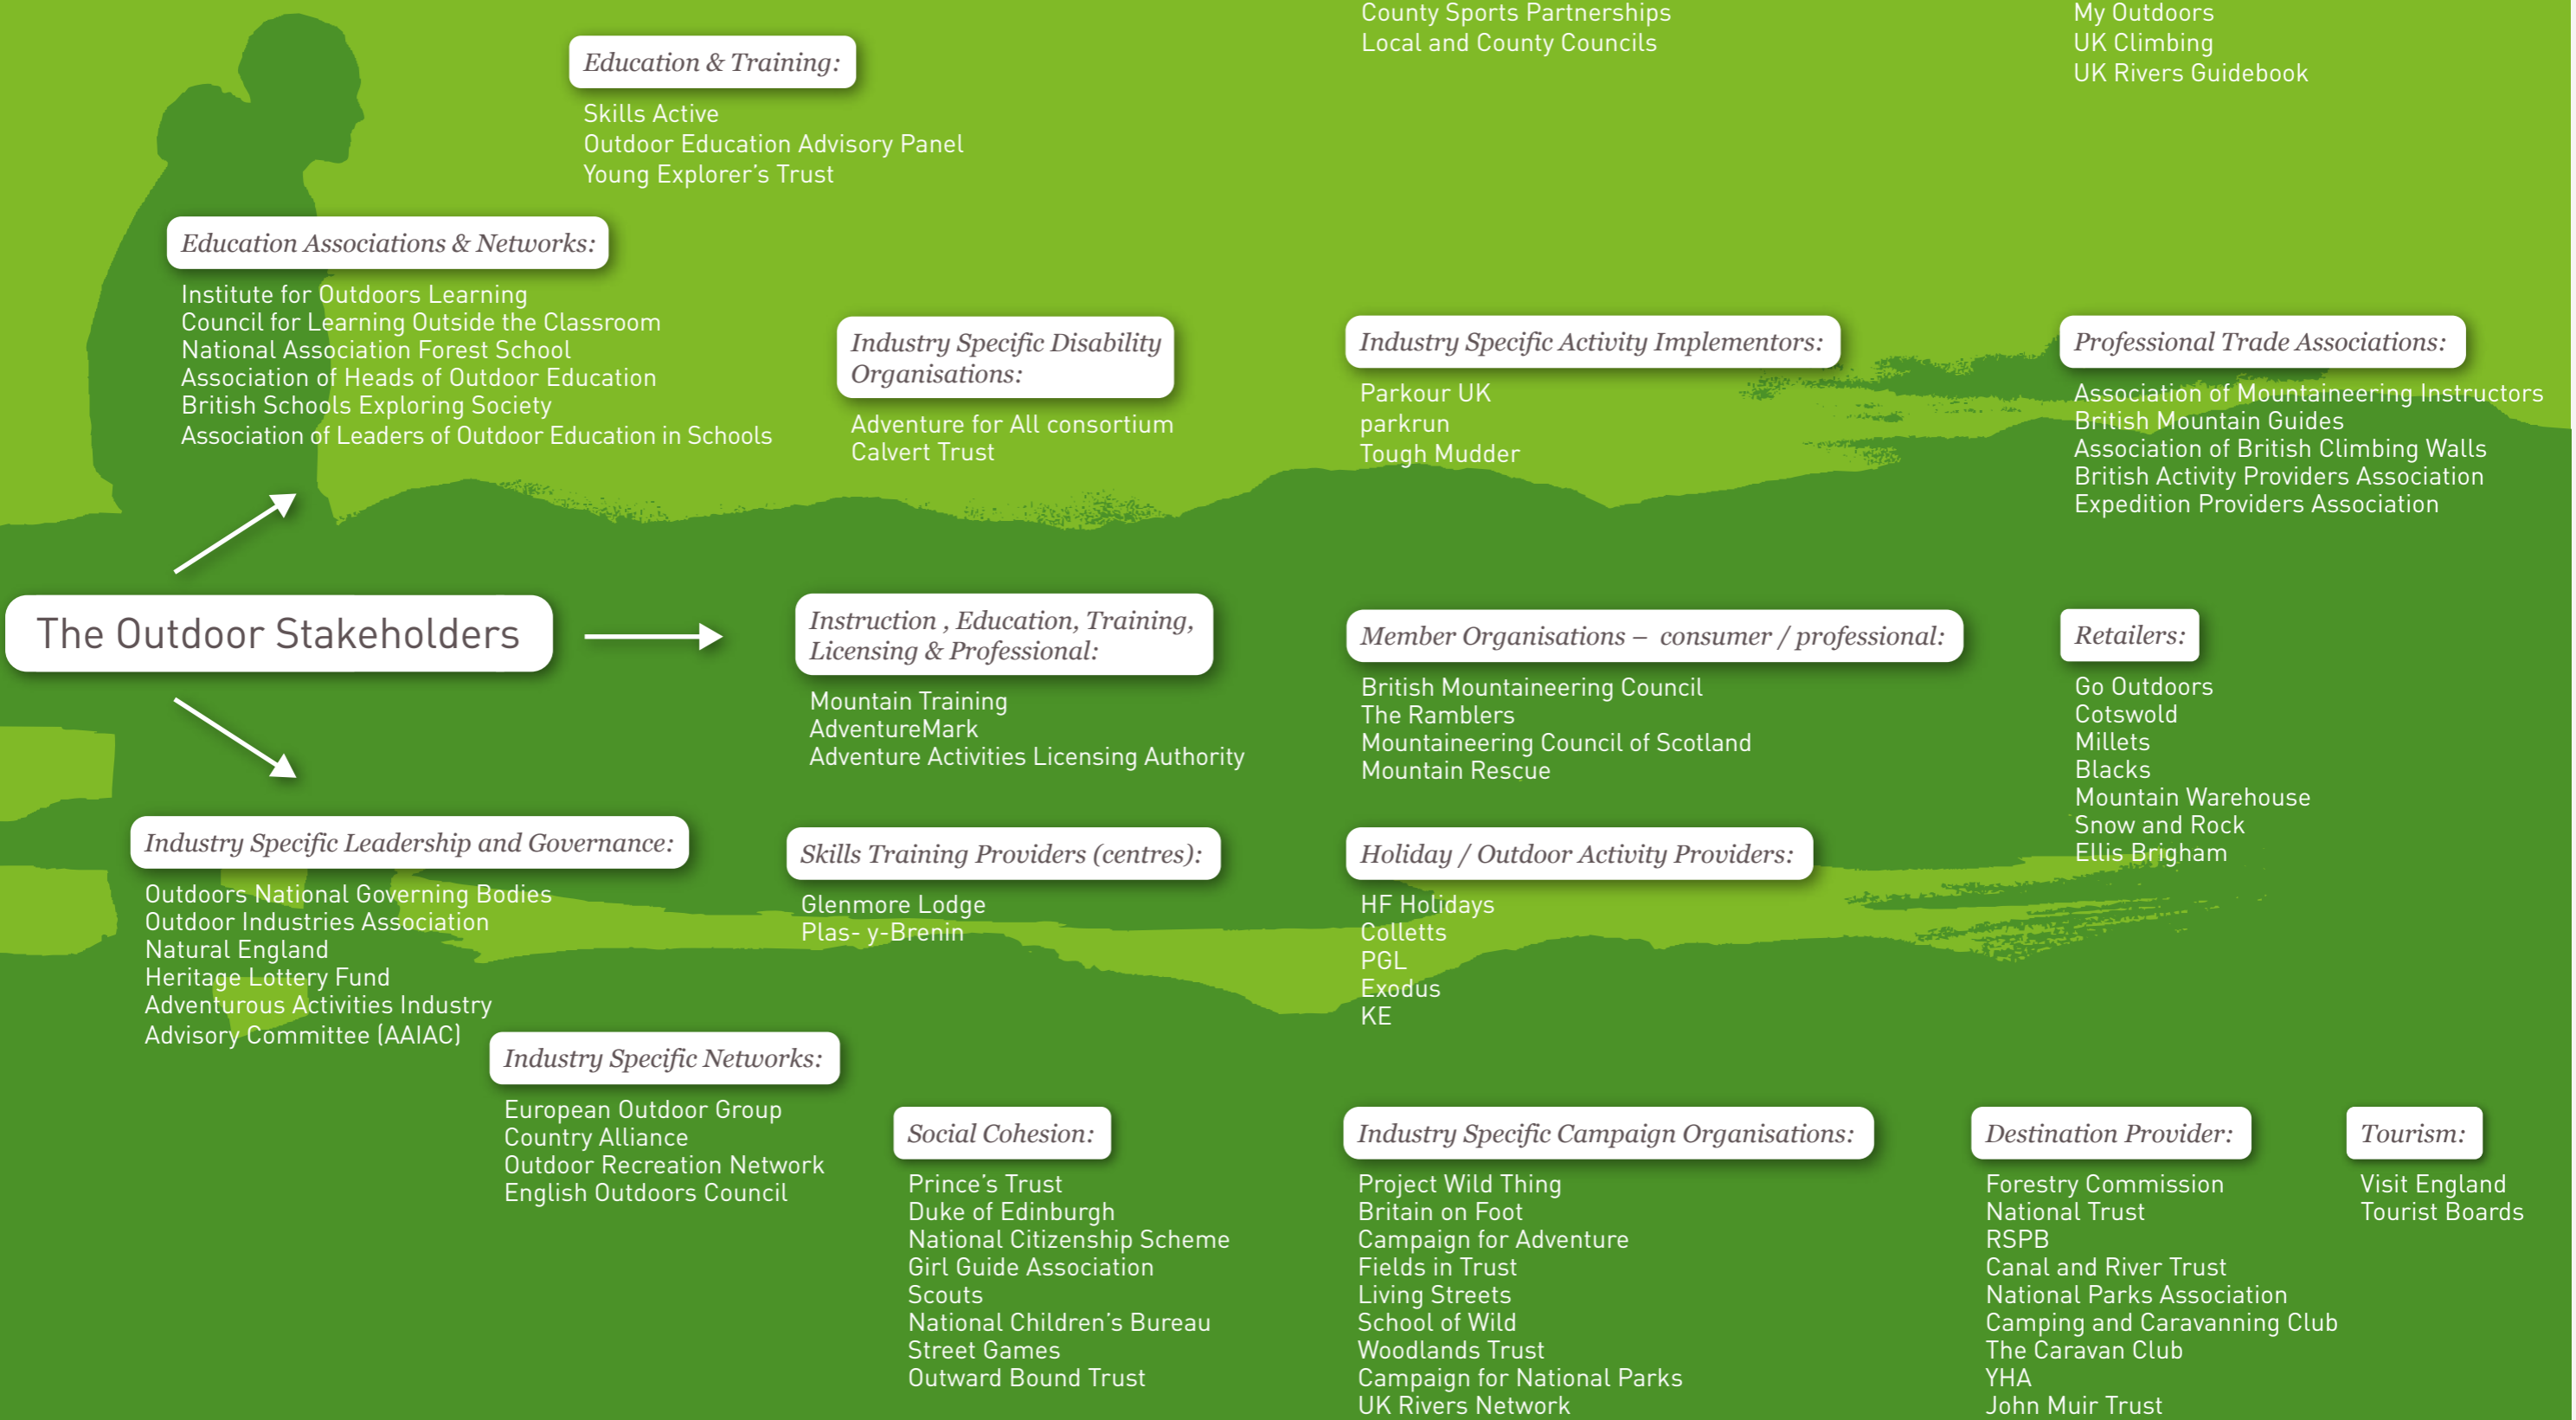 County Sports Partnerships
Local and County Councils
My Outdoors
UK Climbing
UK Rivers Guidebook
Education & Training:
Skills Active
Outdoor Education Advisory Panel
Young Explorer’s Trust
Education Associations & Networks:
Institute for Outdoors Learning
Council for Learning Outside the Classroom
National Association Forest School
Association of Heads of Outdoor Education
British Schools Exploring Society
Association of Leaders of Outdoor Education in Schools
Industry Specific Disability
Organisations:
Adventure for All consortium
Calvert Trust
Industry Specific Activity Implementors:
Parkour UK
parkrun
Tough Mudder
Professional Trade Associations:
Association of Mountaineering Instructors
British Mountain Guides
Association of British Climbing Walls
British Activity Providers Association
Expedition Providers Association
The Outdoor Stakeholders
Instruction , Education, Training,
Licensing & Professional:
Mountain Training
AdventureMark
Adventure Activities Licensing Authority
Member Organisations – consumer / professional:
British Mountaineering Council
The Ramblers
Mountaineering Council of Scotland
Mountain Rescue
Retailers:
Go Outdoors
Cotswold
Millets
Blacks
Mountain Warehouse
Snow and Rock
Ellis Brigham
Industry Specific Leadership and Governance:
Outdoors National Governing Bodies
Outdoor Industries Association
Natural England
Heritage Lottery Fund
Adventurous Activities Industry
Advisory Committee (AAIAC)
Skills Training Providers (centres):
Glenmore Lodge
Plas- y-Brenin
Holiday / Outdoor Activity Providers:
HF Holidays
Colletts
PGL
Exodus
KE
Industry Specific Networks:
European Outdoor Group
Country Alliance
Outdoor Recreation Network
English Outdoors Council
Social Cohesion:
Prince’s Trust
Duke of Edinburgh
National Citizenship Scheme
Girl Guide Association
Scouts
National Children’s Bureau
Street Games
Outward Bound Trust
Industry Specific Campaign Organisations:
Project Wild Thing
Britain on Foot
Campaign for Adventure
Fields in Trust
Living Streets
School of Wild
Woodlands Trust
Campaign for National Parks
UK Rivers Network
Destination Provider:
Forestry Commission
National Trust
RSPB
Canal and River Trust
National Parks Association
Camping and Caravanning Club
The Caravan Club
YHA
John Muir Trust
Tourism:
Visit England
Tourist Boards